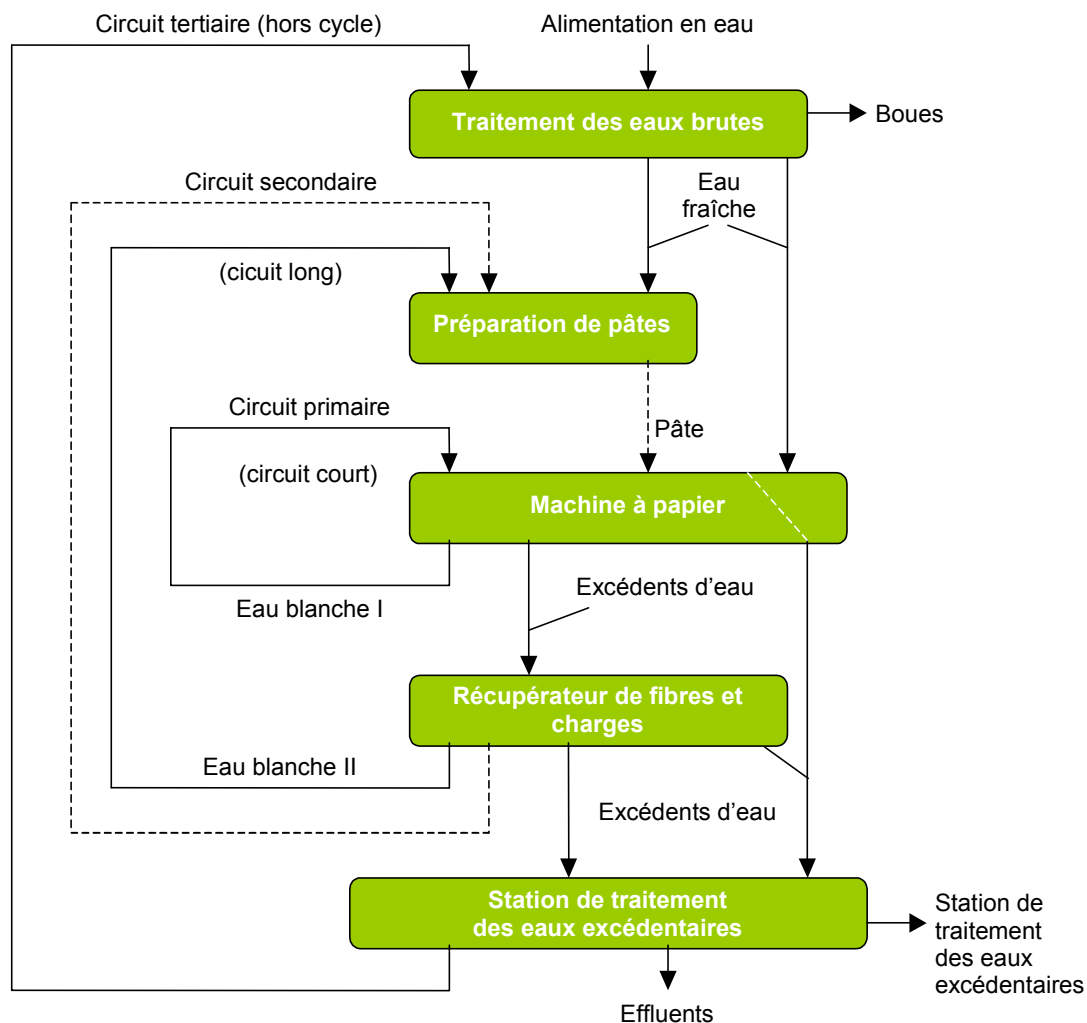 Circuit tertiaire (hors cycle)
Alimentation en eau
Traitement des eaux brutes
Boues
Circuit secondaire
Eau
fraîche
(cicuit long)
Préparation de pâtes
Circuit primaire
Pâte
(circuit court)
Machine à papier
Excédents d'eau
Eau blanche I
Récupérateur de fibres et
charges
Eau blanche II
Excédents d'eau
Station de traitement
des eaux excédentaires
Station de
traitement
des eaux
excédentaires
Effluents